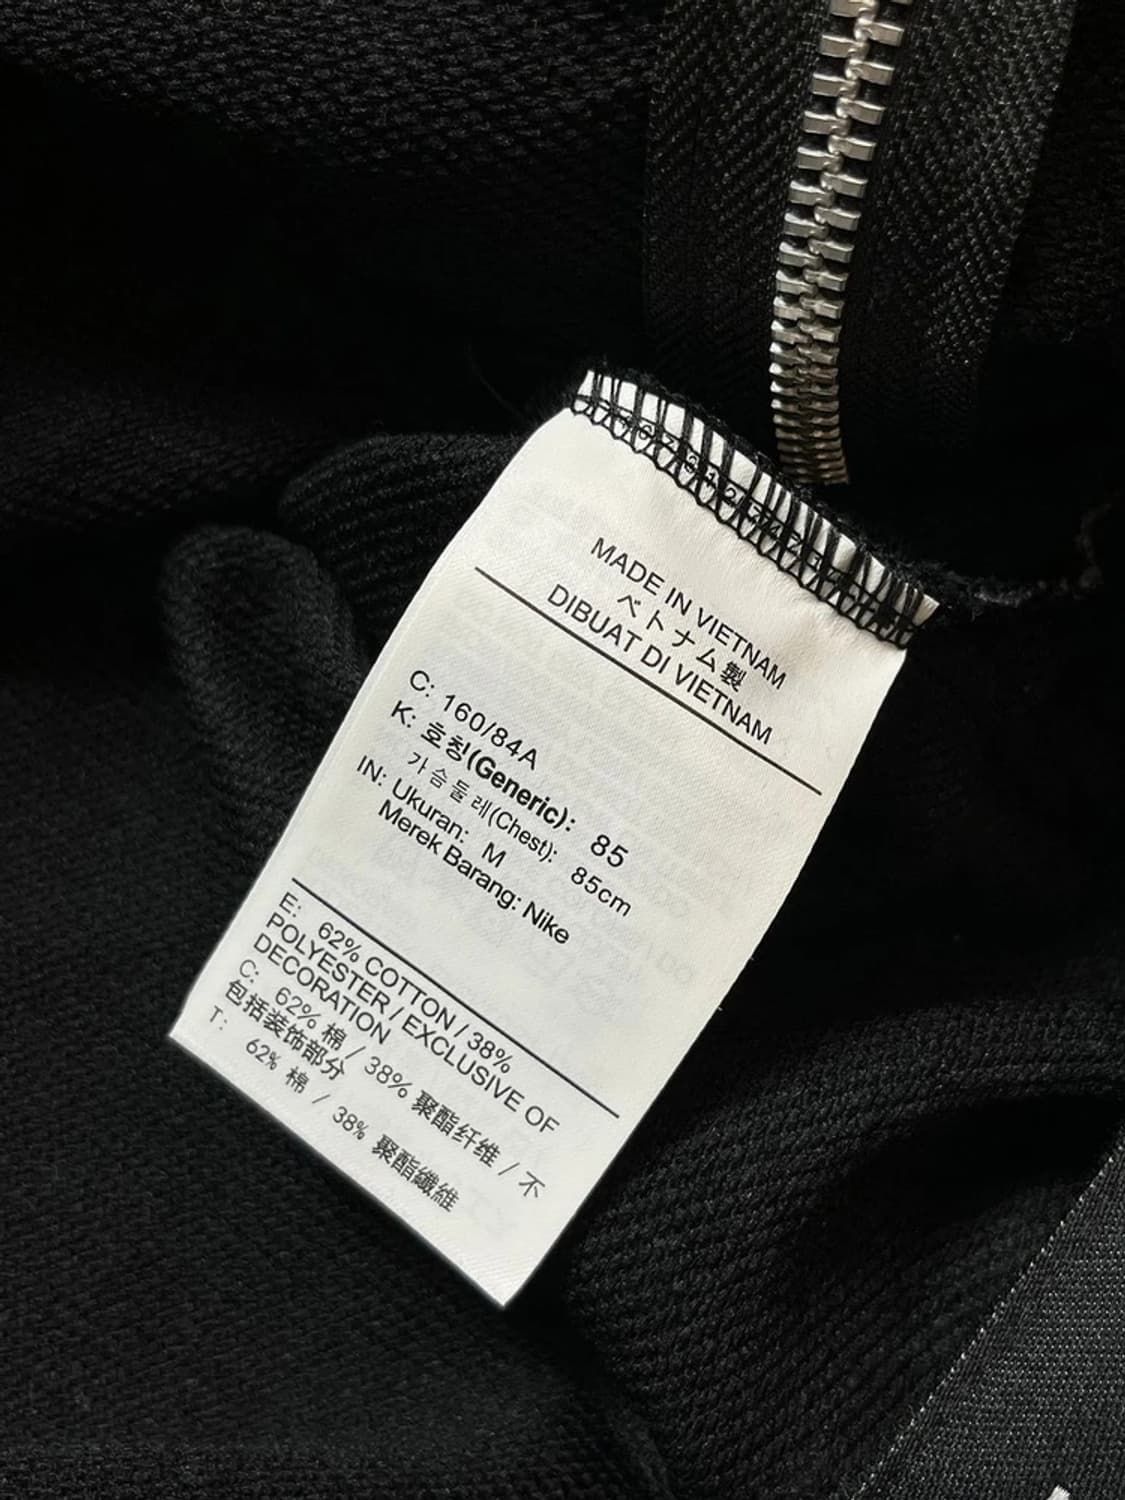 MADE IN VIETNAM
ベトナム製
DIBUAT DI VIETNAM
C: 160/84A
K: 호칭(Generic): 85
가슴둘레(Chest): 85cm
IN: Ukuran: M
Merek Barang: Nike
E: 62% COTTON / 38%
POLYESTER / EXCLUSIVE OF
DECORATION
C: 62% 棉 / 38% 聚酯纤维 / 不
包括装饰部分
T:
62% 棉 / 38% 聚酯纖維